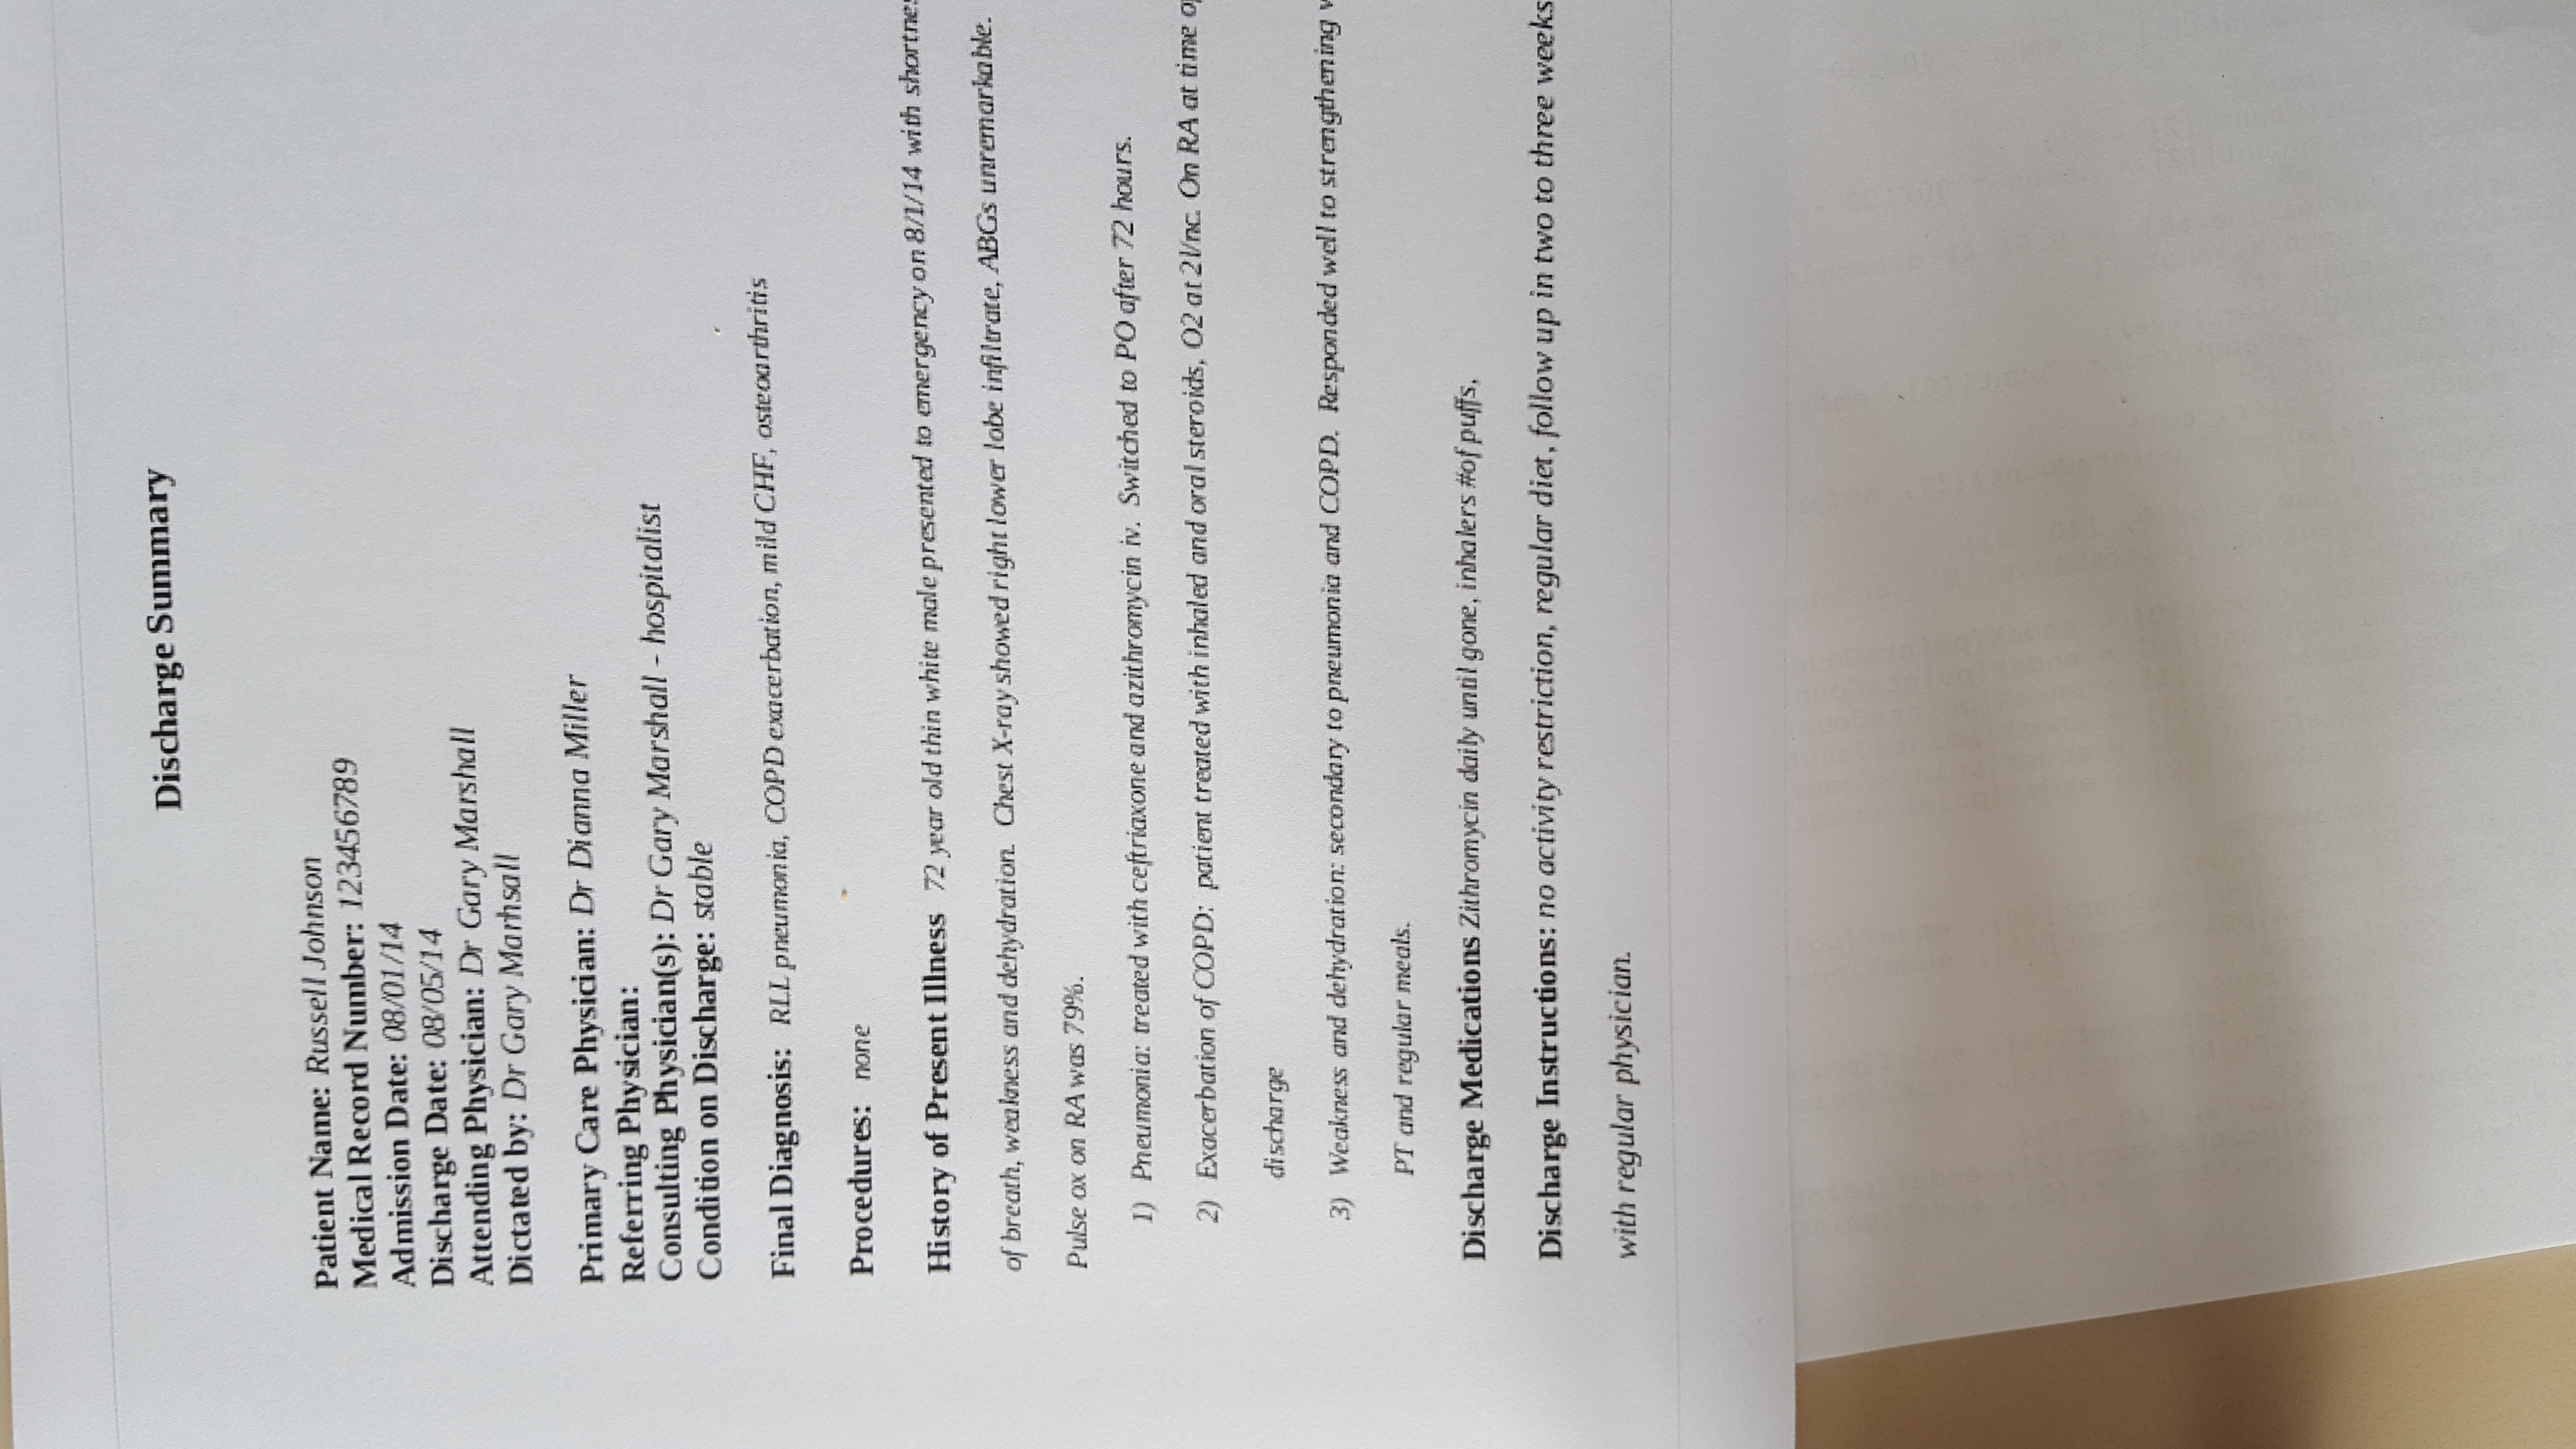 Discharge Summary
Patient Name: Russell Johnson
Medical Record Number: 123456789
Admission Date: 08/01/14
Discharge Date: 08/05/14
Attending Physician: Dr Gary Marshall
Dictated by: Dr Gary Marhsall
Primary Care Physician: Dr Dianna Miller
Referring Physician:
Consulting Physician(s): Dr Gary Marshall - hospitalist
Condition on Discharge: stable
Final Diagnosis: RLL pneumonia, COPD exacerbation, mild CHF, osteoarthritis
Procedures: none
History of Present Illness 72 year old thin white male presented to emergency on 8/1/14 with
of breath, weakness and dehydration. Chest X-ray showed right lower lobe infiltrate, ABGs unremarkable.
Pulse ox on RA was 79%.
1) Pneumonia: treated with ceftriaxone and azithromycin iv. Switched to PO after 72 hours.
2) Exacerbation of COPD: patient treated with inhaled and oral steroids, O2 at 2l/nc. On RA at time
discharge
3) Weakness and dehydration: secondary to pneumonia and COPD. Responded well to strengthening
PT and regular meals.
Discharge Medications Zithromycin daily until gone, inhalers #of puffs,
Discharge Instructions: no activity restriction, regular diet, follow up in two to three weeks
with regular physician.